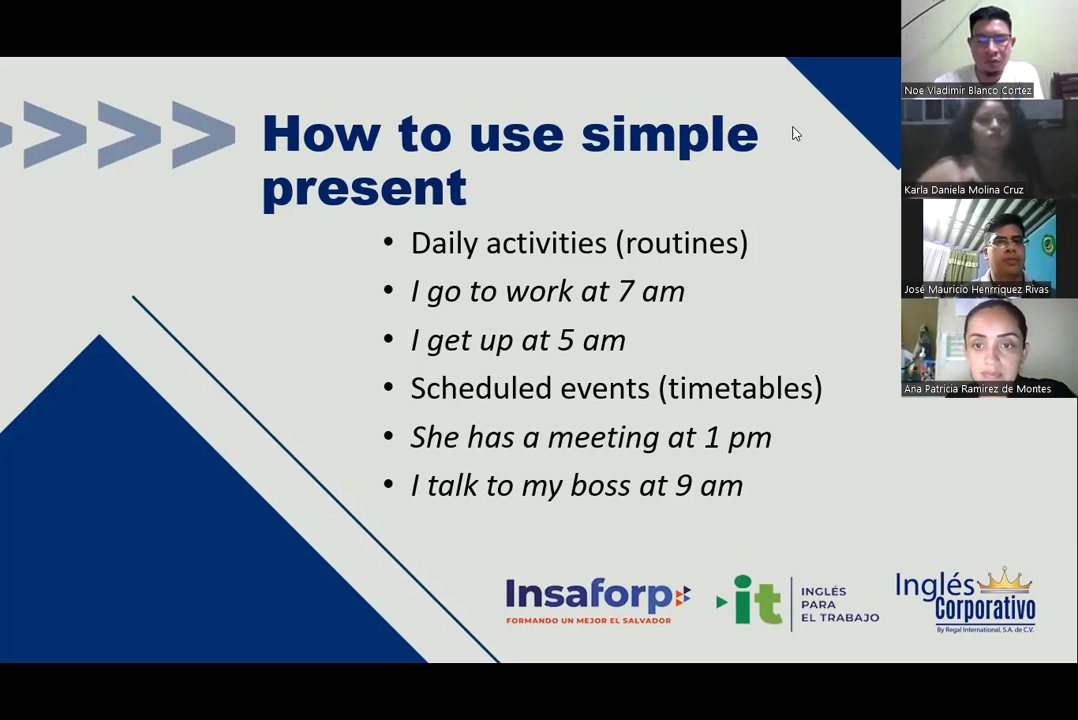 How to use simple
present
• Daily activities (routines)
• I go to work at 7 am
• I get up at 5 am
• Scheduled events (timetables)
• She has a meeting at 1 pm
• I talk to my boss at 9 am
Insaforp
FORMANDO UN MEJOR EL SALVADOR
it
INGLÉS
PARA
EL TRABAJO
Inglés
Corporativo
By Regal International, S.A. de C.V.
Noe Vladimir Blanco Cortez
Karla Daniela Molina Cruz
José Mauricio Henrriquez Rivas
Ana Patricia Ramirez de Montes